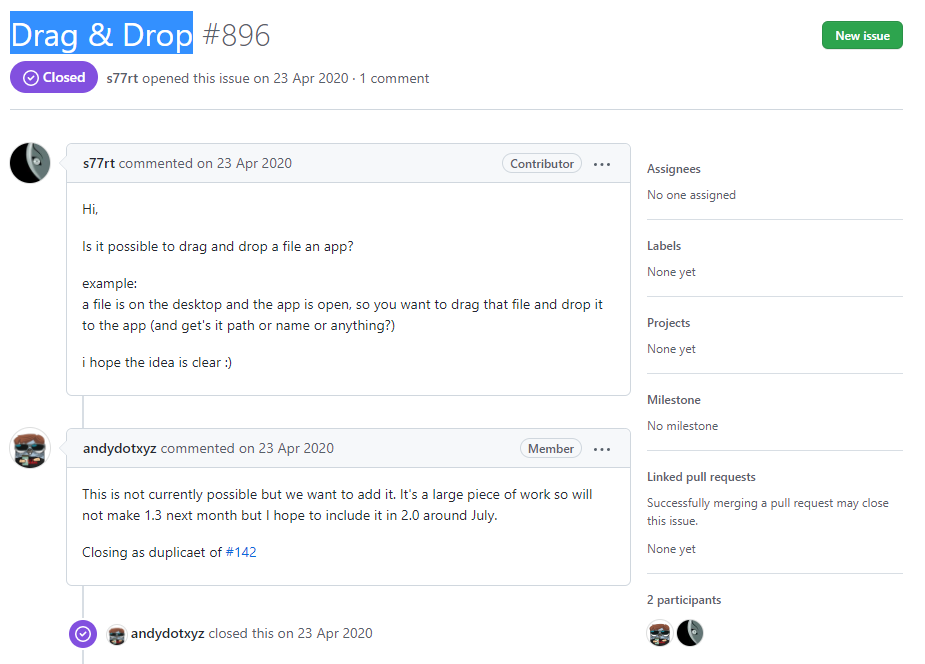 Drag & Drop #896
New issue
Closed
s77rt opened this issue on 23 Apr 2020 · 1 comment
s77rt commented on 23 Apr 2020
Contributor
Hi,
Is it possible to drag and drop a file an app?
example:
a file is on the desktop and the app is open, so you want to drag that file and drop it
to the app (and get's it path or name or anything?)
i hope the idea is clear :)
andydotxyz commented on 23 Apr 2020
Member
This is not currently possible but we want to add it. It's a large piece of work so will
not make 1.3 next month but I hope to include it in 2.0 around July.
Closing as duplicaet of #142
andydotxyz closed this on 23 Apr 2020
Assignees
No one assigned
Labels
None yet
Projects
None yet
Milestone
No milestone
Linked pull requests
Successfully merging a pull request may close
this issue.
None yet
2 participants